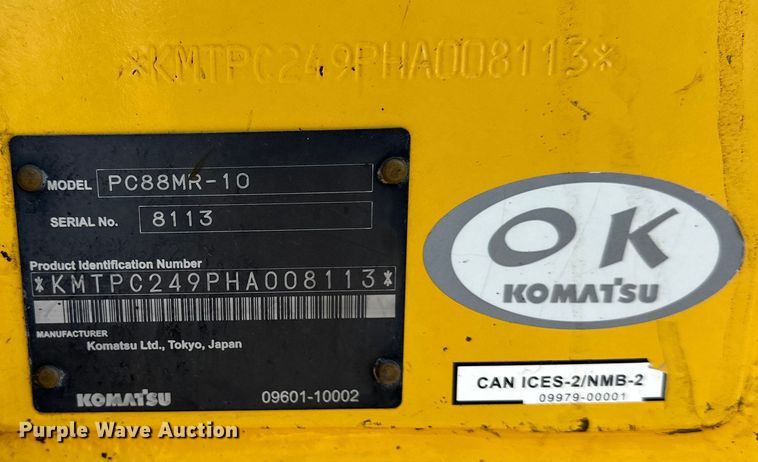 *KMTPC249PHA008113*
MODEL PC88MR-10
SERIAL No. 8113
Product Identification Number
*KMTPC249PHA008113*
MANUFACTURER
Komatsu Ltd., Tokyo, Japan
KOMATSU 09601-10002
OK
KOMATSU
CAN ICES-2/NMB-2
09979-00001
Purple Wave Auction